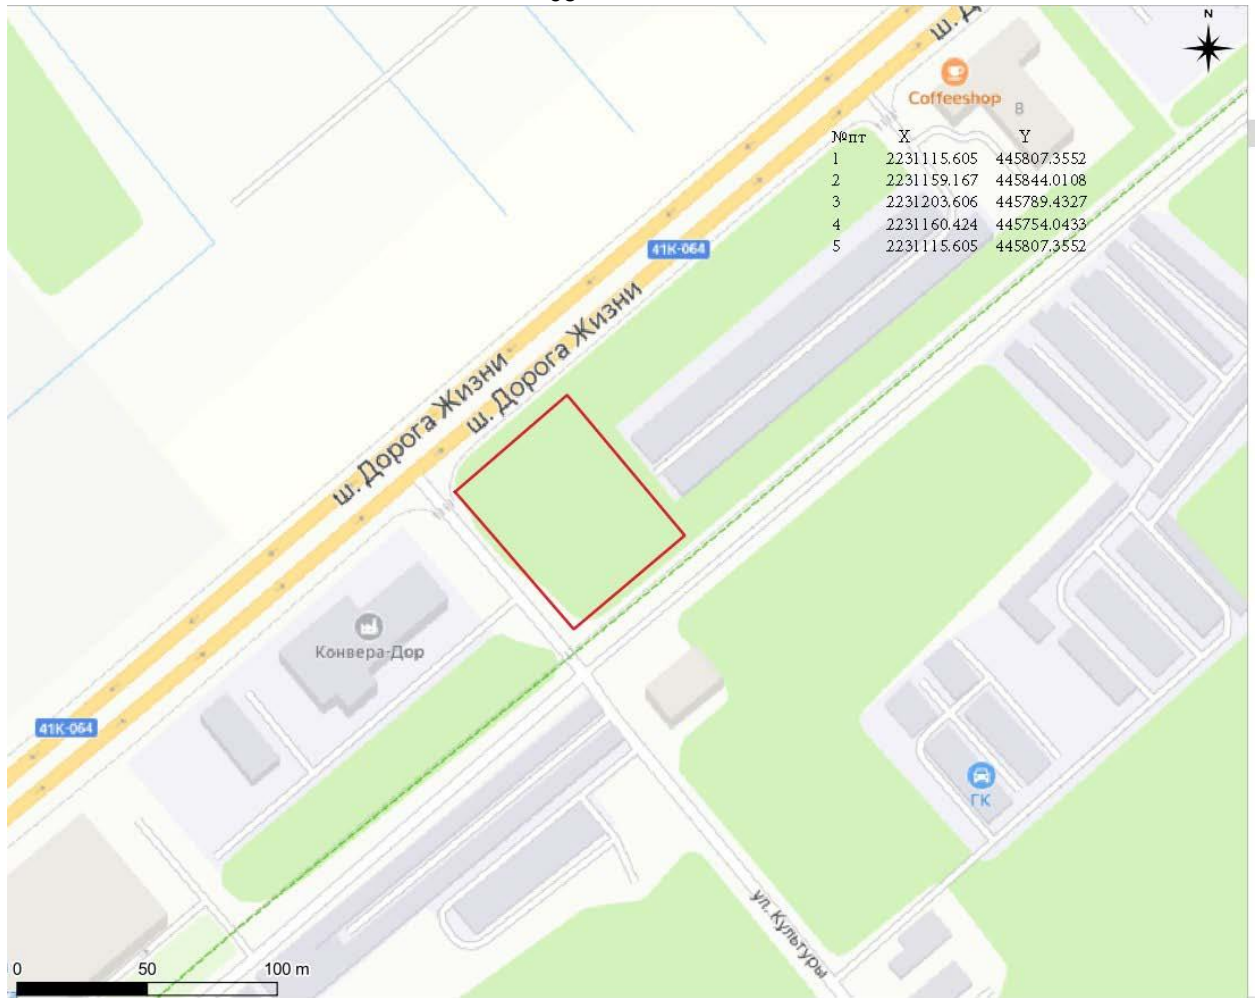 N
ш. Д
Coffeeshop
В
№пт X Y
1 2231115.605 445807.3552
2 2231159.167 445844.0108
3 2231203.606 445789.4327
4 2231160.424 445754.0433
5 2231115.605 445807.3552
41К-064
ш. Дорога Жизни
ш. Дорога Жизни
Конвера-Дор
41К-064
ГК
ул. Культуры
0 50 100 m